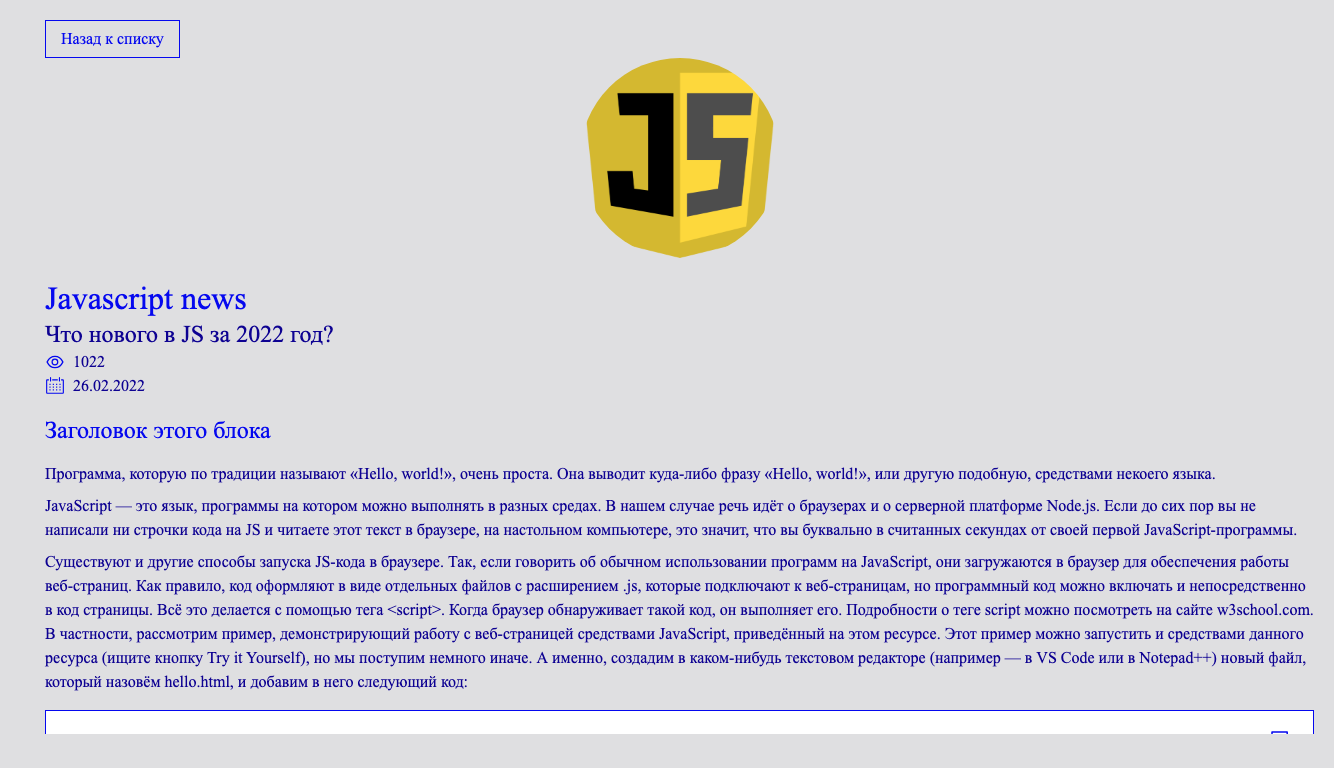 Назад к списку
JS
Javascript news
Что нового в JS за 2022 год?
1022
26.02.2022
Заголовок этого блока
Программа, которую по традиции называют «Hello, world!», очень проста. Она выводит куда-либо фразу «Hello, world!», или другую подобную, средствами некоего языка.
JavaScript — это язык, программы на котором можно выполнять в разных средах. В нашем случае речь идёт о браузерах и о серверной платформе Node.js. Если до сих пор вы не
написали ни строчки кода на JS и читаете этот текст в браузере, на настольном компьютере, это значит, что вы буквально в считанных секундах от своей первой JavaScript-программы.
Существуют и другие способы запуска JS-кода в браузере. Так, если говорить об обычном использовании программ на JavaScript, они загружаются в браузер для обеспечения работы
веб-страниц. Как правило, код оформляют в виде отдельных файлов с расширением .js, которые подключают к веб-страницам, но программный код можно включать и непосредственно
в код страницы. Всё это делается с помощью тега <script>. Когда браузер обнаруживает такой код, он выполняет его. Подробности о теге script можно посмотреть на сайте w3school.com.
В частности, рассмотрим пример, демонстрирующий работу с веб-страницей средствами JavaScript, приведённый на этом ресурсе. Этот пример можно запустить и средствами данного
ресурса (ищите кнопку Try it Yourself), но мы поступим немного иначе. А именно, создадим в каком-нибудь текстовом редакторе (например — в VS Code или в Notepad++) новый файл,
который назовём hello.html, и добавим в него следующий код: